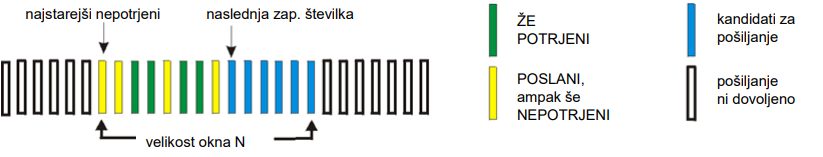 najstarejši nepotrjeni
naslednja zap. številka
velikost okna N
ŽE
POTRJENI
POSLANI,
ampak še
NEPOTRJENI
kandidati za
pošiljanje
pošiljanje
ni dovoljeno